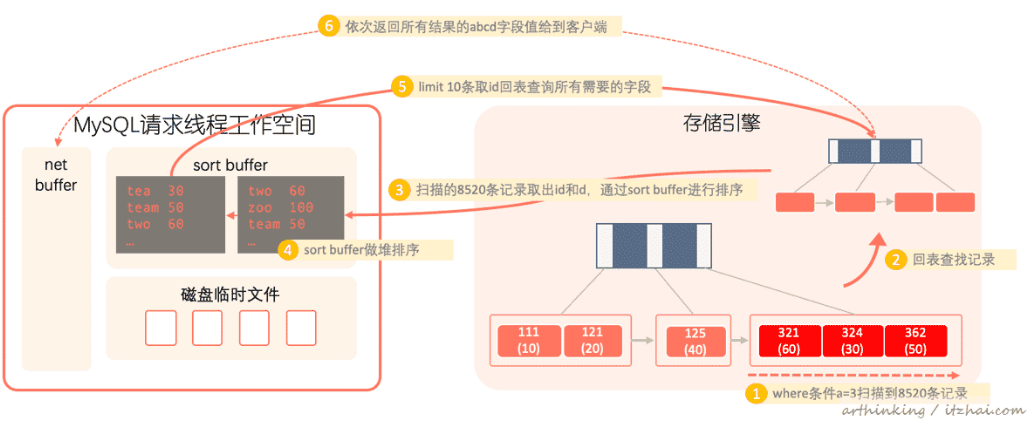 6 依次返回所有结果的abcd字段值给到客户端
5 limit 10条取id回表查询所有需要的字段
MySQL请求线程工作空间
存储引擎
net
buffer
sort buffer
tea 30
team 50
two 60
…
two 60
zoo 100
team 50
…
3 扫描的8520条记录取出id和d，通过sort buffer进行排序
4 sort buffer做堆排序
2 回表查找记录
磁盘临时文件
111
(10)
121
(20)
125
(40)
321
(60)
324
(30)
362
(50)
1 where条件a=3扫描到8520条记录
arthinking / itzhai.com